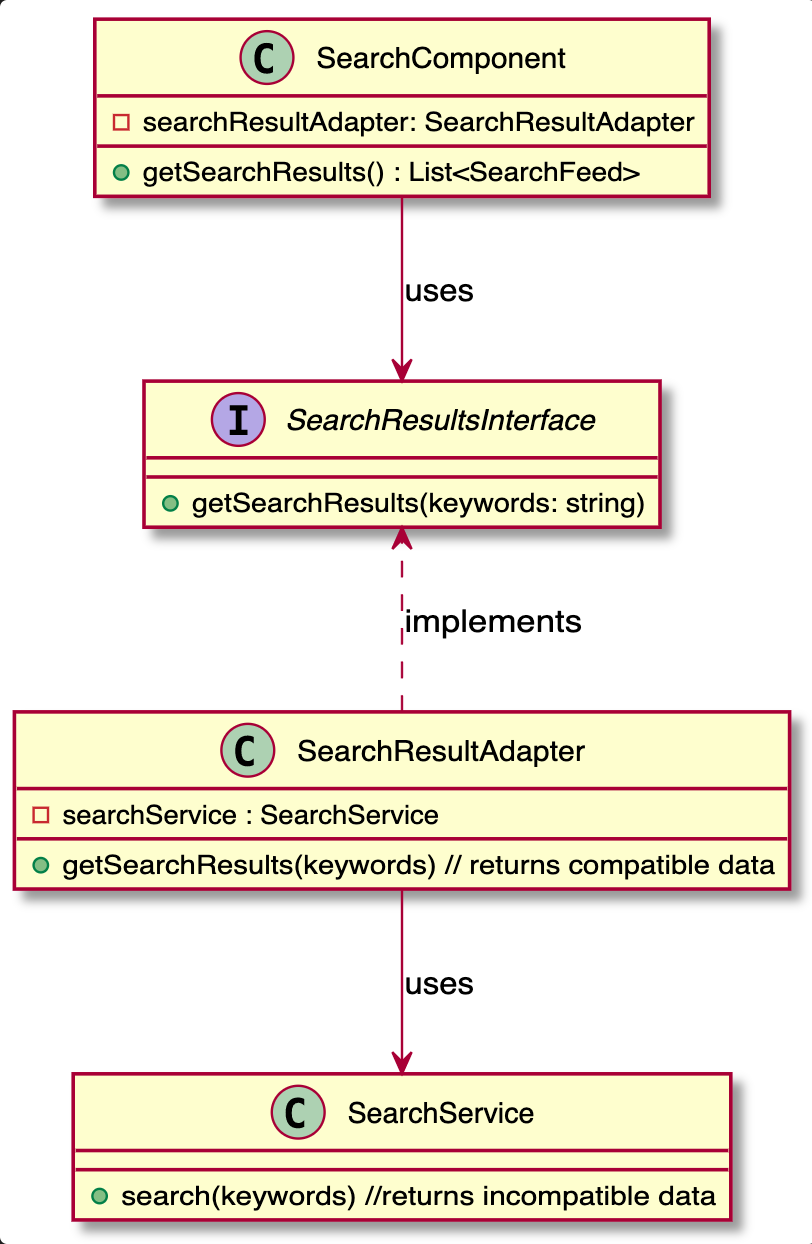 C SearchComponent
searchResultAdapter: SearchResultAdapter
getSearchResults() : List<SearchFeed>
uses
I SearchResultsInterface
getSearchResults(keywords: string)
implements
C SearchResultAdapter
searchService : SearchService
getSearchResults(keywords) // returns compatible data
uses
C SearchService
search(keywords) //returns incompatible data